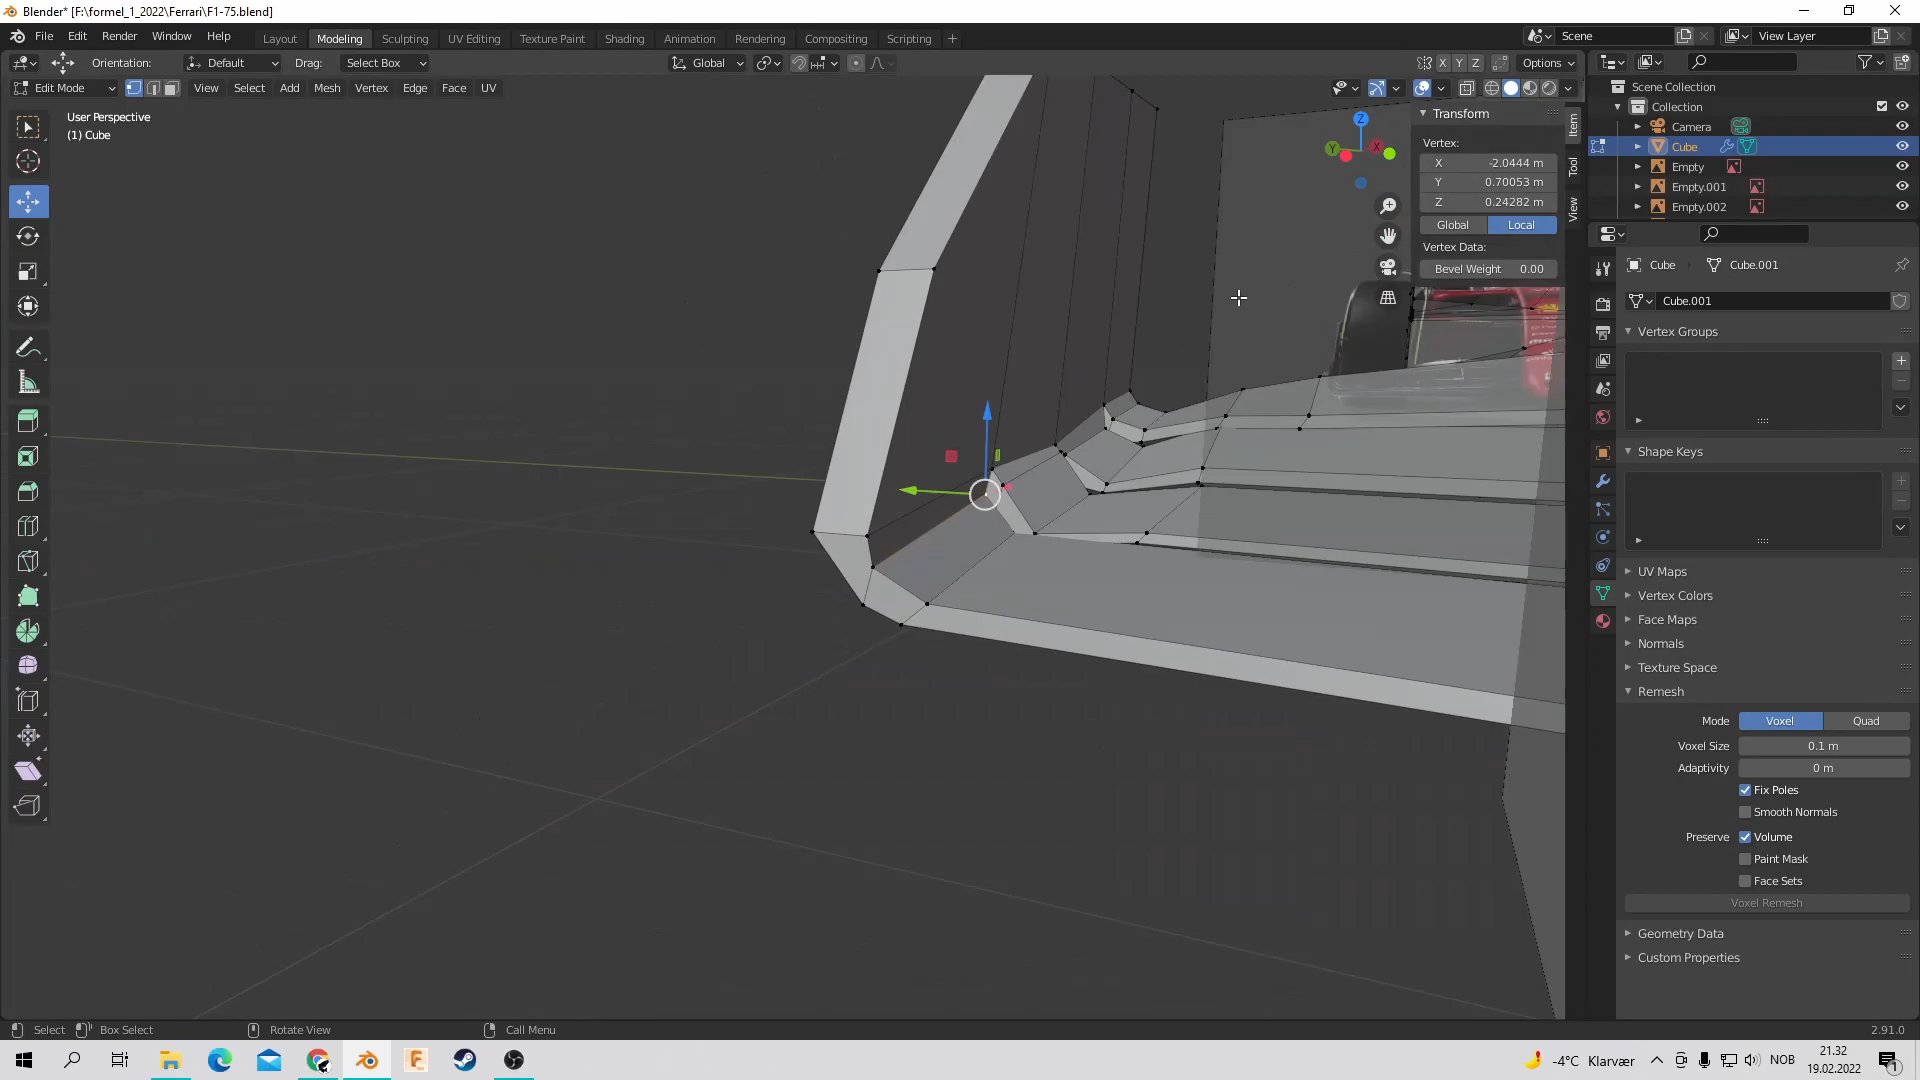 Blender* [F:\formel_1_2022\Ferrari\F1-75.blend]
File Edit Render Window Help
Layout Modeling Sculpting UV Editing Texture Paint Shading Animation Rendering Compositing Scripting
Scene View Layer
Orientation: Default Drag: Select Box Global X Y Z Options
Edit Mode View Select Add Mesh Vertex Edge Face UV
User Perspective
(1) Cube
Transform
Vertex:
X -2.0444 m
Y 0.70053 m
Z 0.24282 m
Global Local
Vertex Data:
Bevel Weight 0.00
Item
Tool
View
Z
Y
X
Scene Collection
Collection
Camera
Cube
Empty
Empty.001
Empty.002
Cube Cube.001
Cube.001
Vertex Groups
Shape Keys
UV Maps
Vertex Colors
Face Maps
Normals
Texture Space
Remesh
Mode Voxel Quad
Voxel Size 0.1 m
Adaptivity 0 m
Fix Poles
Smooth Normals
Preserve Volume
Paint Mask
Face Sets
Voxel Remesh
Geometry Data
Custom Properties
Select Box Select Rotate View Call Menu 2.91.0
-4°C Klarvær NOB 21.32
19.02.2022
1